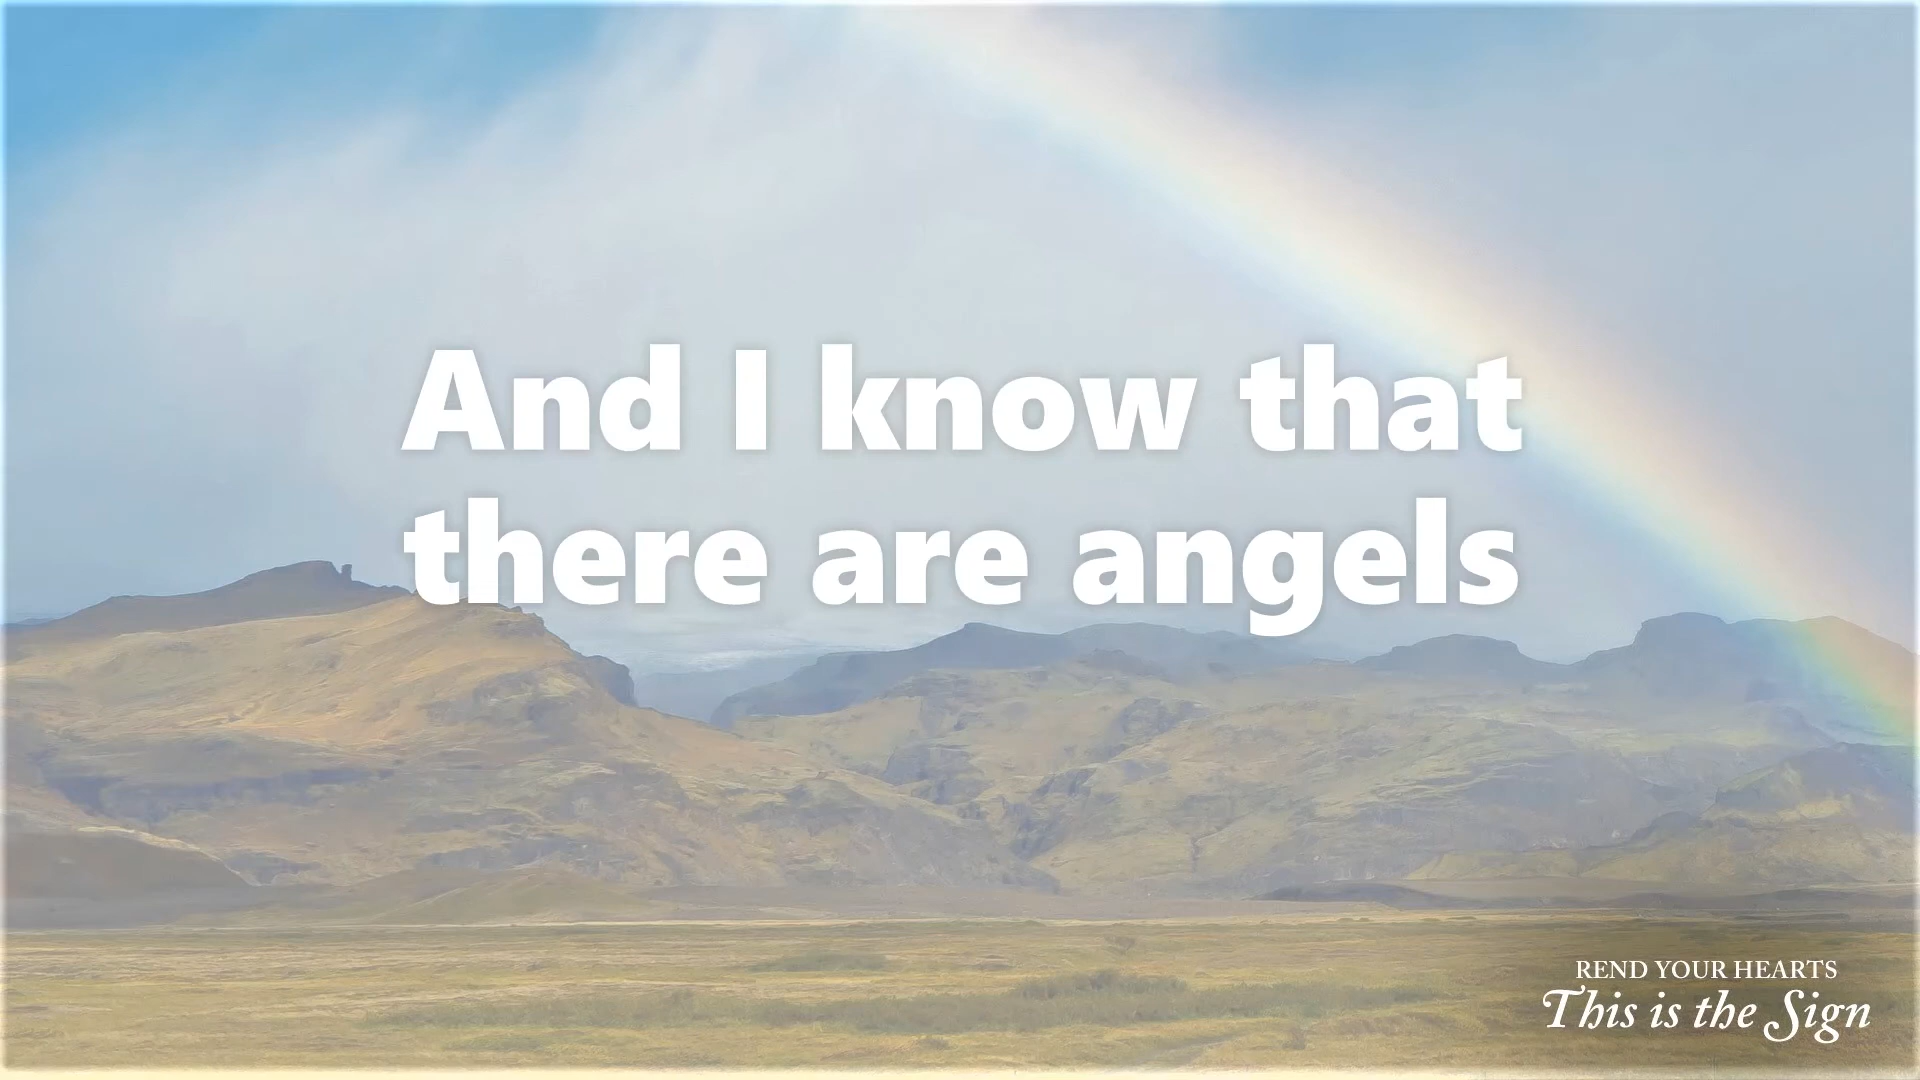 And I know that
there are angels
REND YOUR HEARTS
This is the Sign